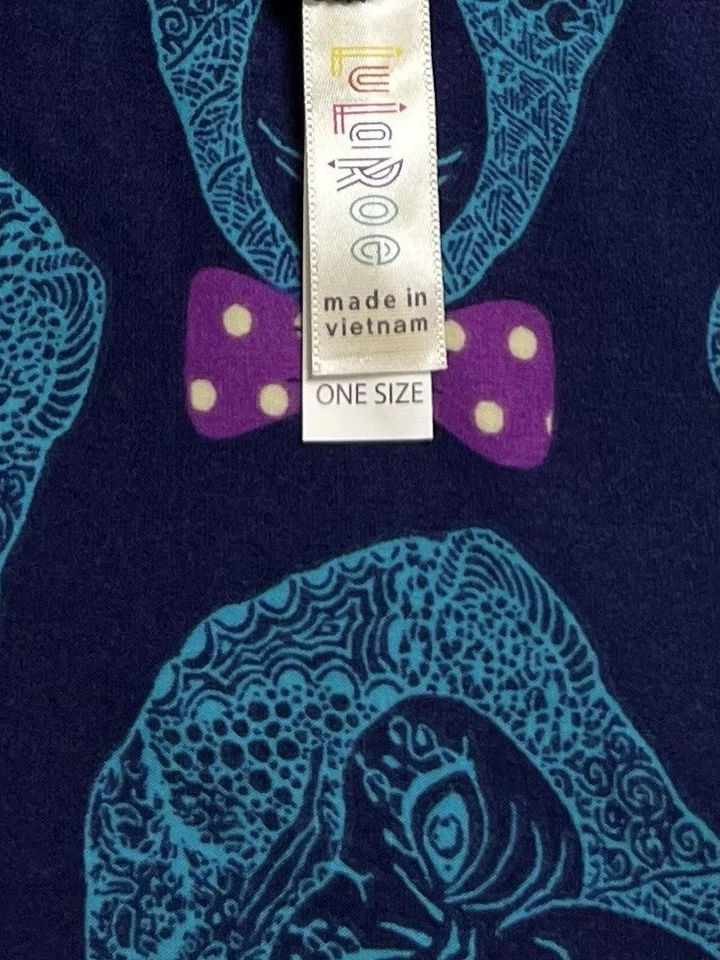 LuLaRoe
made in
vietnam
ONE SIZE